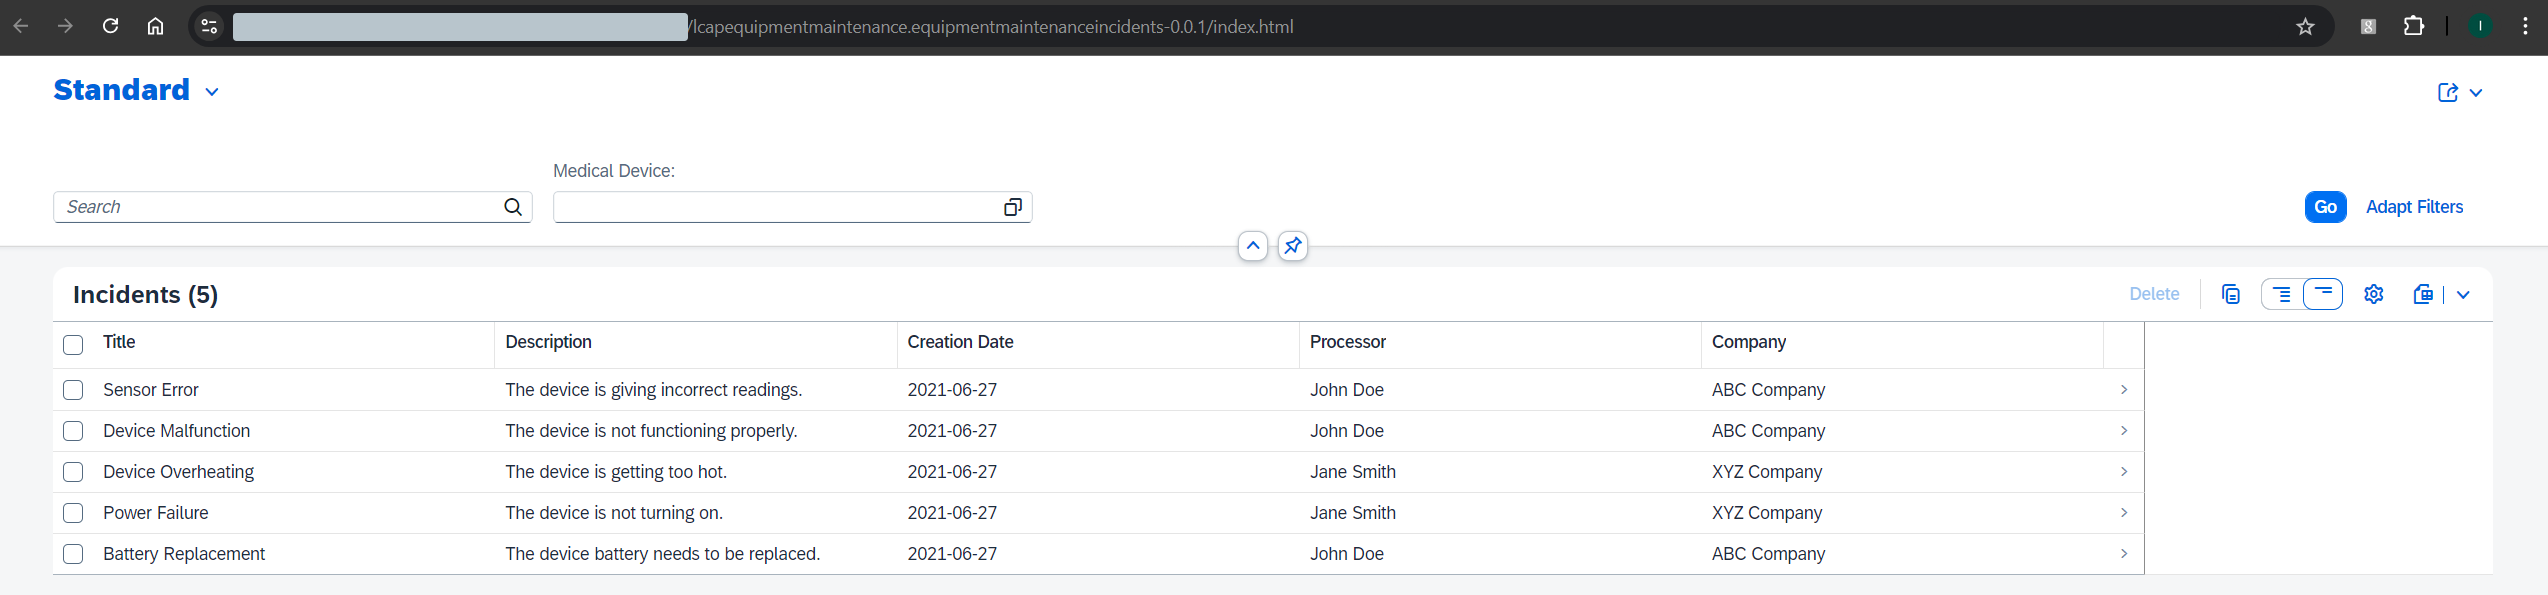 /lcapequipmentmaintenance.equipmentmaintenanceincidents-0.0.1/index.html
Standard
Medical Device:
Search
Go Adapt Filters
Incidents (5) Delete
Title Description Creation Date Processor Company
Sensor Error The device is giving incorrect readings. 2021-06-27 John Doe ABC Company
Device Malfunction The device is not functioning properly. 2021-06-27 John Doe ABC Company
Device Overheating The device is getting too hot. 2021-06-27 Jane Smith XYZ Company
Power Failure The device is not turning on. 2021-06-27 Jane Smith XYZ Company
Battery Replacement The device battery needs to be replaced. 2021-06-27 John Doe ABC Company